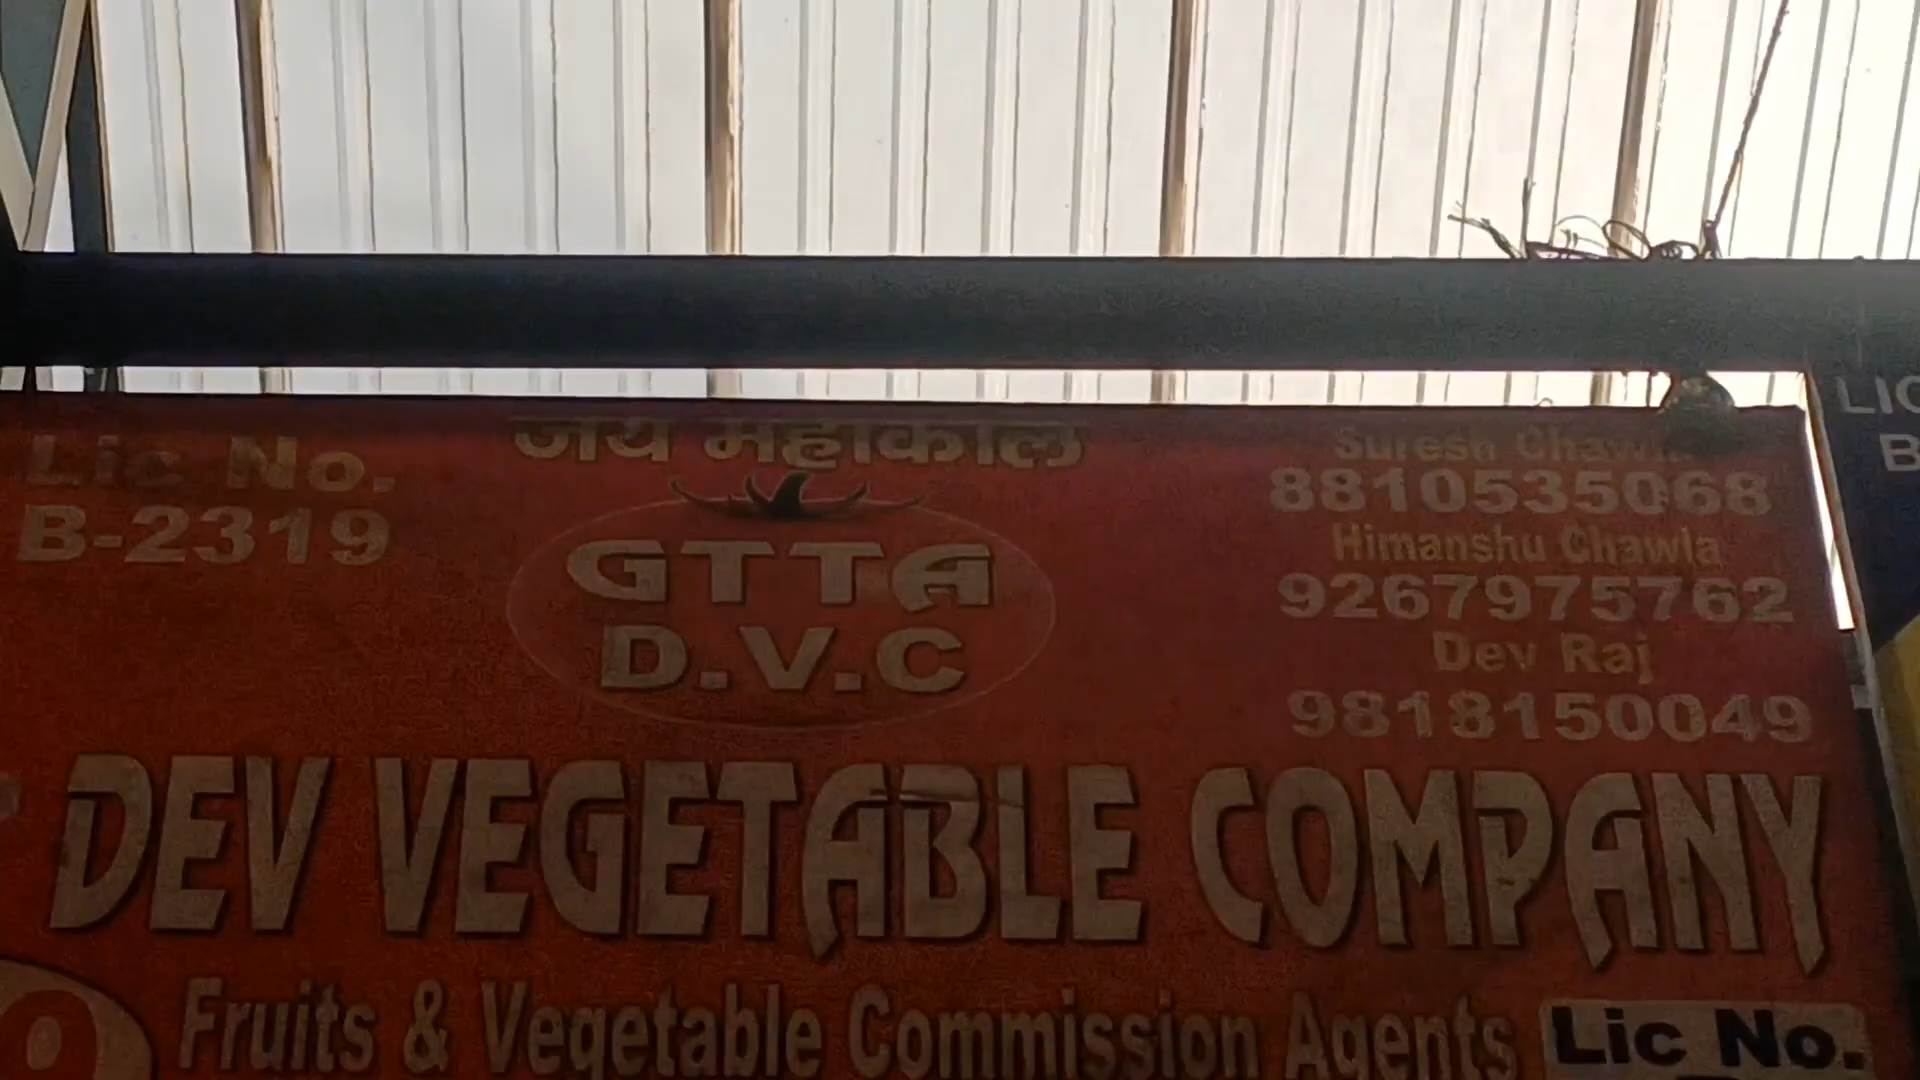 Lic No.
B-2319
जय महाकाल
GTTA
D.V.C
Suresh Chawla
8810535068
Himanshu Chawla
9267975762
Dev Raj
9818150049
DEV VEGETABLE COMPANY
Fruits & Vegetable Commission Agents
Lic No.